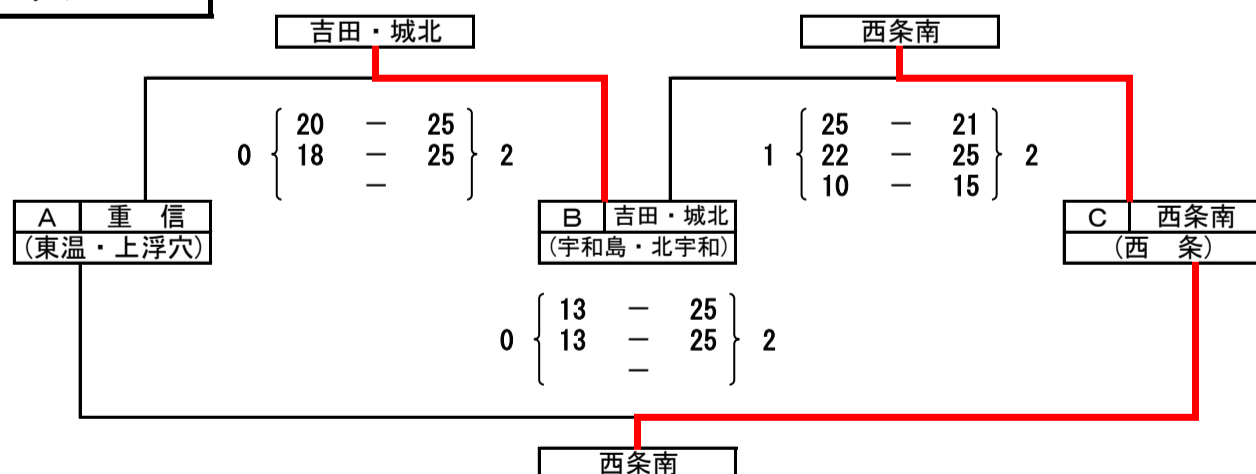 吉田・城北
西条南
20 － 25
0 18 － 25 2
－
25 － 21
1 22 － 25 2
10 － 15
A 重　信
(東温・上浮穴)
B 吉田・城北
(宇和島・北宇和)
C 西条南
(西　条)
13 － 25
0 13 － 25 2
－
西条南